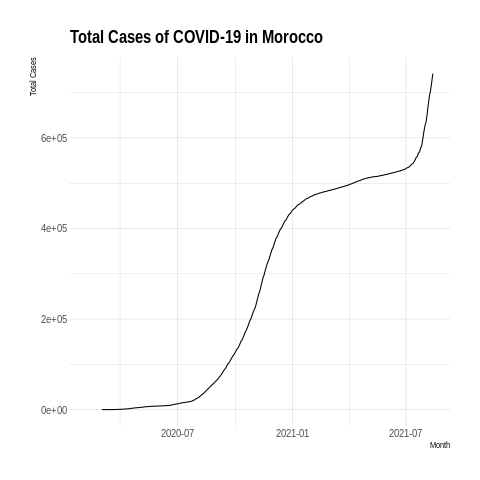 Total Cases of COVID-19 in Morocco
Total Cases
6e+05
4e+05
2e+05
0e+00
2020-07 2021-01 2021-07
Month